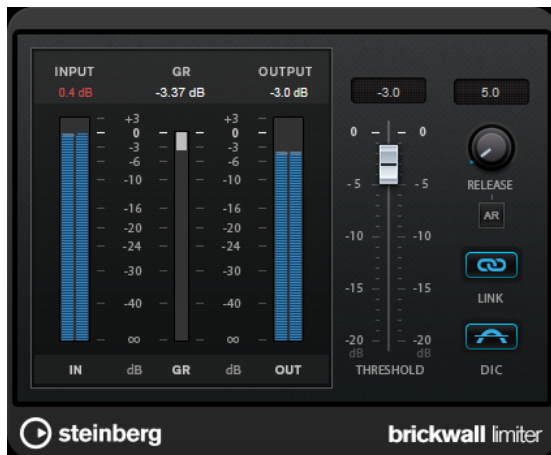 INPUT GR OUTPUT
0.4 dB -3.37 dB -3.0 dB
+3 +3
0 0
-3 -3
-6 -6
-10 -10
-16 -16
-20 -20
-24 -24
-30 -30
-40 -40
∞ ∞
IN dB GR dB OUT
-3.0
0 0
-5 -5
-10 -10
-15 -15
-20 -20
dB dB
THRESHOLD
5.0
RELEASE
AR
LINK
DIC
steinberg
brickwall limiter